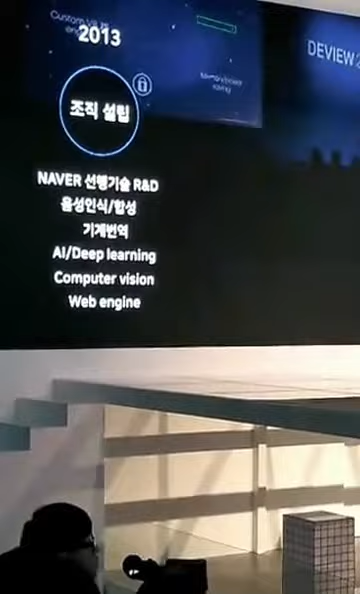 Custom
2013
DEVIEW
조직 설립
NAVER 선행기술 R&D
음성인식/합성
기계번역
AI/Deep learning
Computer vision
Web engine